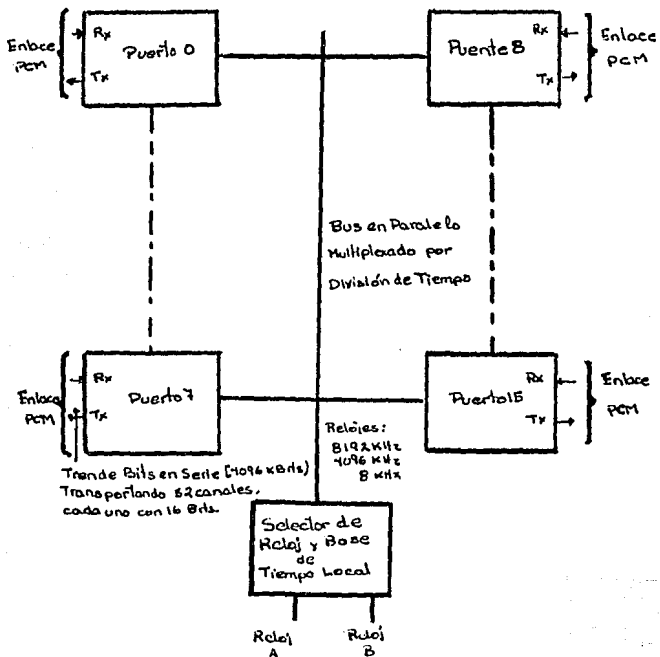 Enlace
PCM
Rx
Tx
Puerto 0
Puente 8
Rx
Tx
Enlace
PCM
Bus en Paralelo
Multiplexado por
División de Tiempo
Enlace
PCM
Rx
Tx
Puerto 7
Puerto 15
Rx
Tx
Enlace
PCM
Relojes:
8192 KHz
4096 KHz
8 KHz
Tren de Bits en Serie (4096 KBits)
Transportando 32 canales,
cada uno con 16 Bits.
Selector de
Reloj y Base
de
Tiempo Local
Reloj
A
Reloj
B